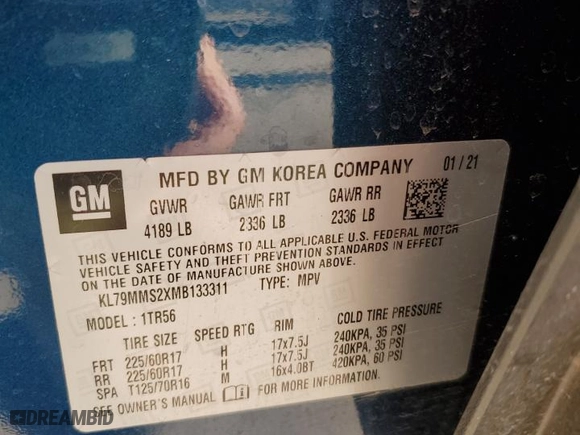 GM
MFD BY GM KOREA COMPANY 01 / 21
GVWR GAWR FRT GAWR RR
4189 LB 2336 LB 2336 LB
THIS VEHICLE CONFORMS TO ALL APPLICABLE U.S. FEDERAL MOTOR
VEHICLE SAFETY AND THEFT PREVENTION STANDARDS IN EFFECT
ON THE DATE OF MANUFACTURE SHOWN ABOVE.
KL79MMS2XMB133311 TYPE: MPV
MODEL : 1TR56
TIRE SIZE SPEED RTG RIM COLD TIRE PRESSURE
FRT 225/60R17 H 17x7.5J 240KPA, 35 PSI
RR 225/60R17 H 17x7.5J 240KPA, 35 PSI
SPA T125/70R16 M 16x4.0BT 420KPA, 60 PSI
SEE OWNER'S MANUAL FOR MORE INFORMATION.
DREAMBID